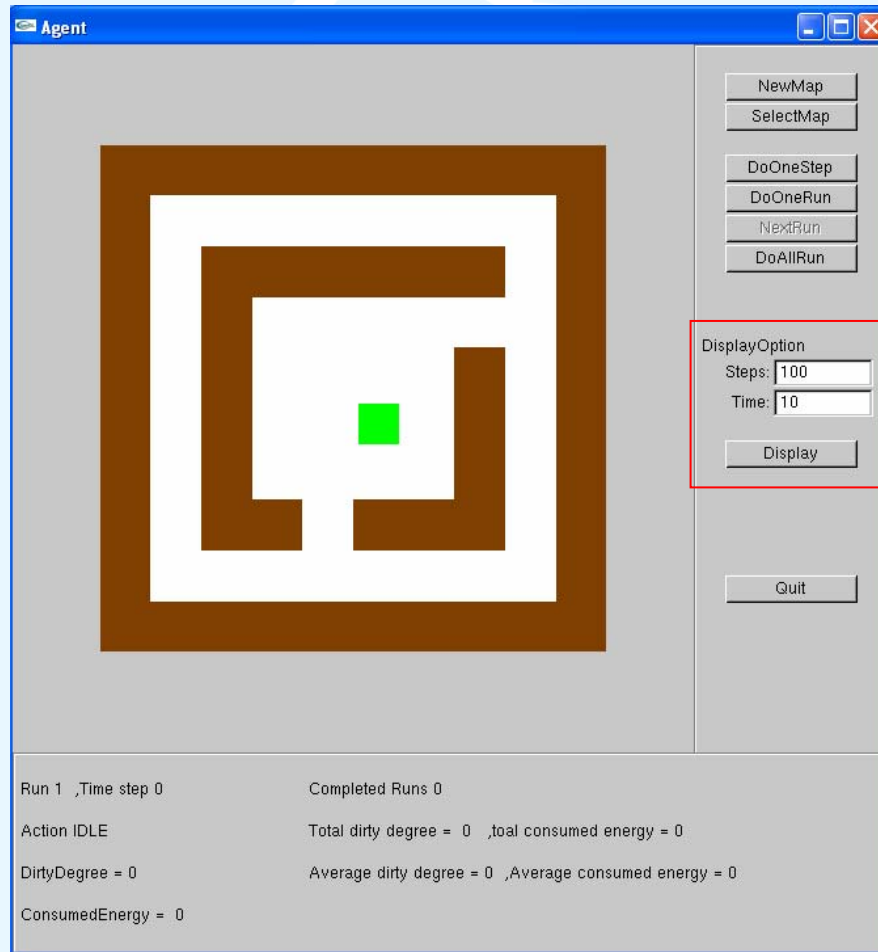 Agent
NewMap
SelectMap
DoOneStep
DoOneRun
NextRun
DoAllRun
DisplayOption
Steps: 100
Time: 10
Display
Quit
Run 1 ,Time step 0 Completed Runs 0
Action IDLE Total dirty degree = 0 ,toal consumed energy = 0
DirtyDegree = 0 Average dirty degree = 0 ,Average consumed energy = 0
ConsumedEnergy = 0